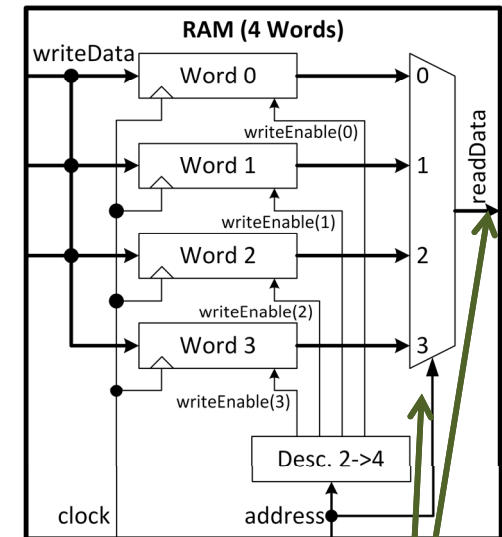 RAM (4 Words)
writeData
Word 0
0
writeEnable(0)
Word 1
1
readData
writeEnable(1)
Word 2
2
writeEnable(2)
Word 3
3
writeEnable(3)
Desc. 2->4
clock
address